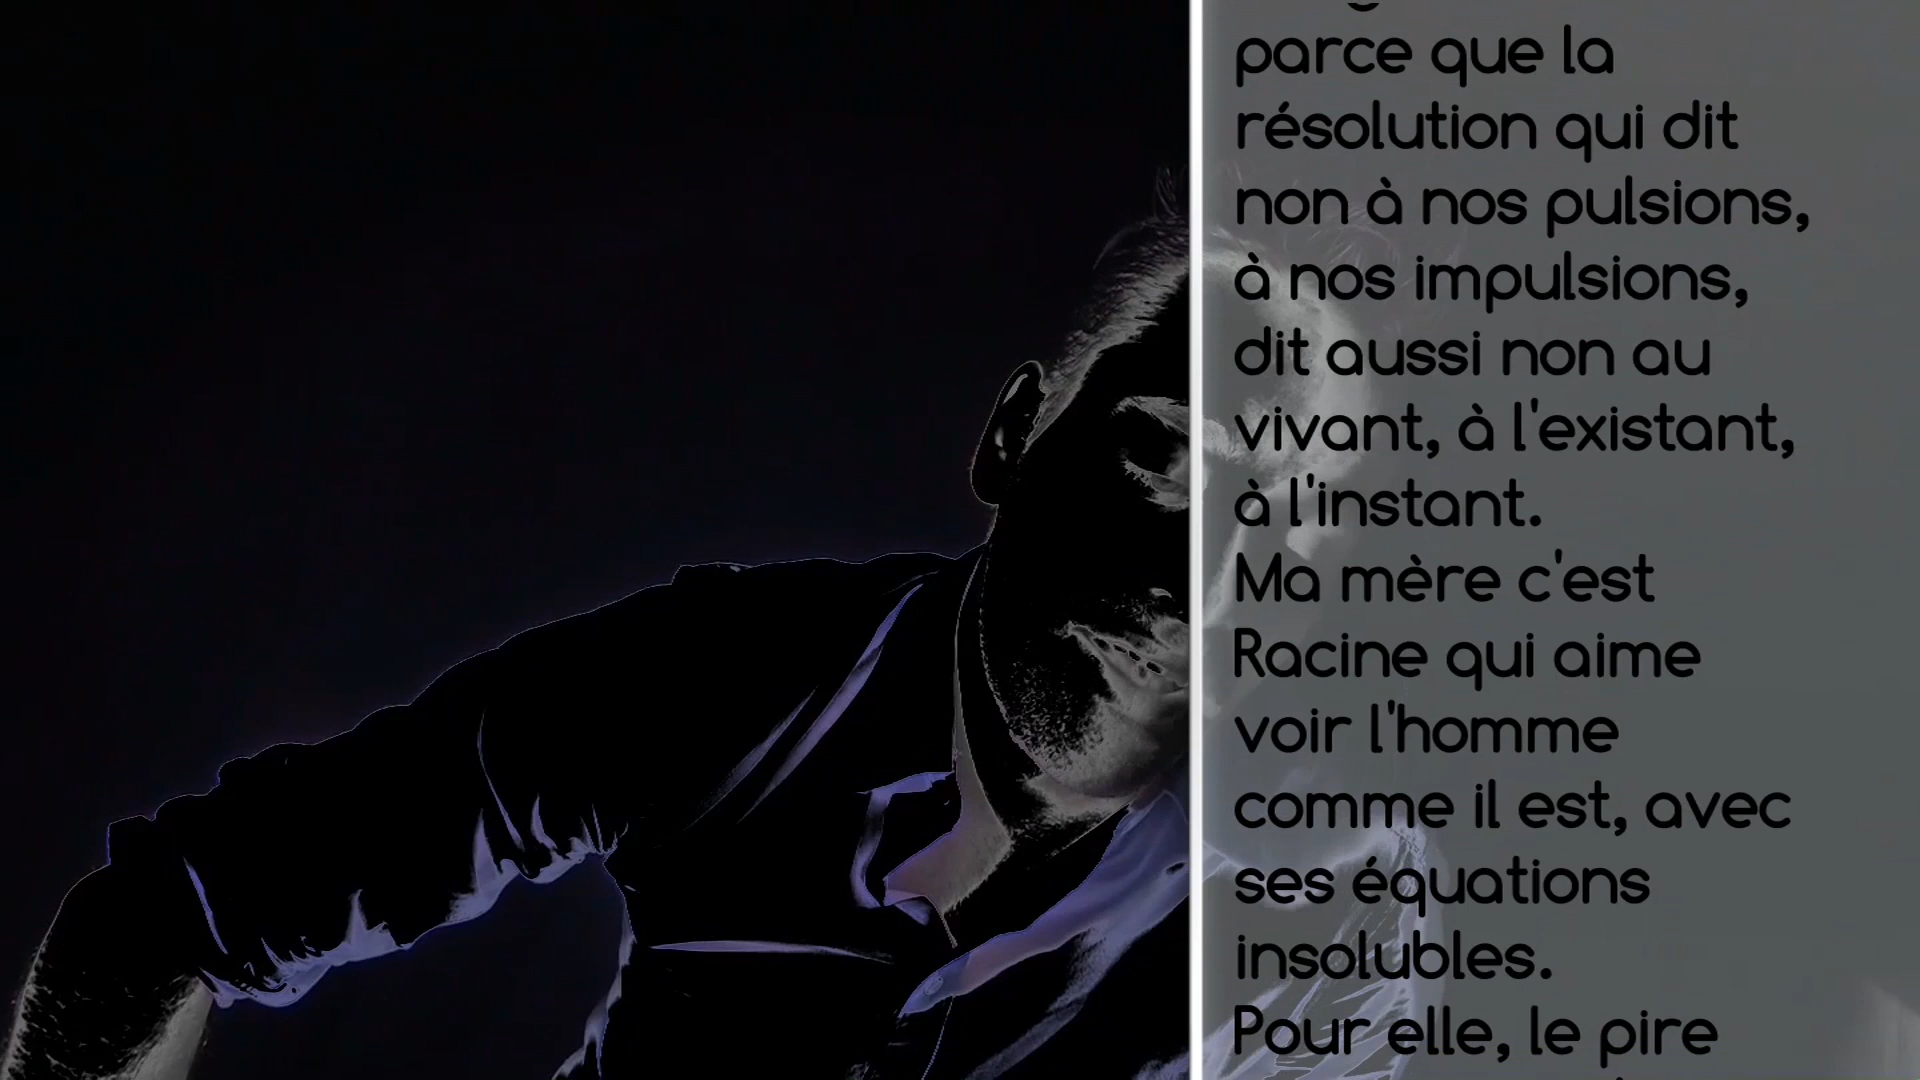 parce que la
résolution qui dit
non à nos pulsions,
à nos impulsions,
dit aussi non au
vivant, à l'existant,
à l'instant.
Ma mère c'est
Racine qui aime
voir l'homme
comme il est, avec
ses équations
insolubles.
Pour elle, le pire